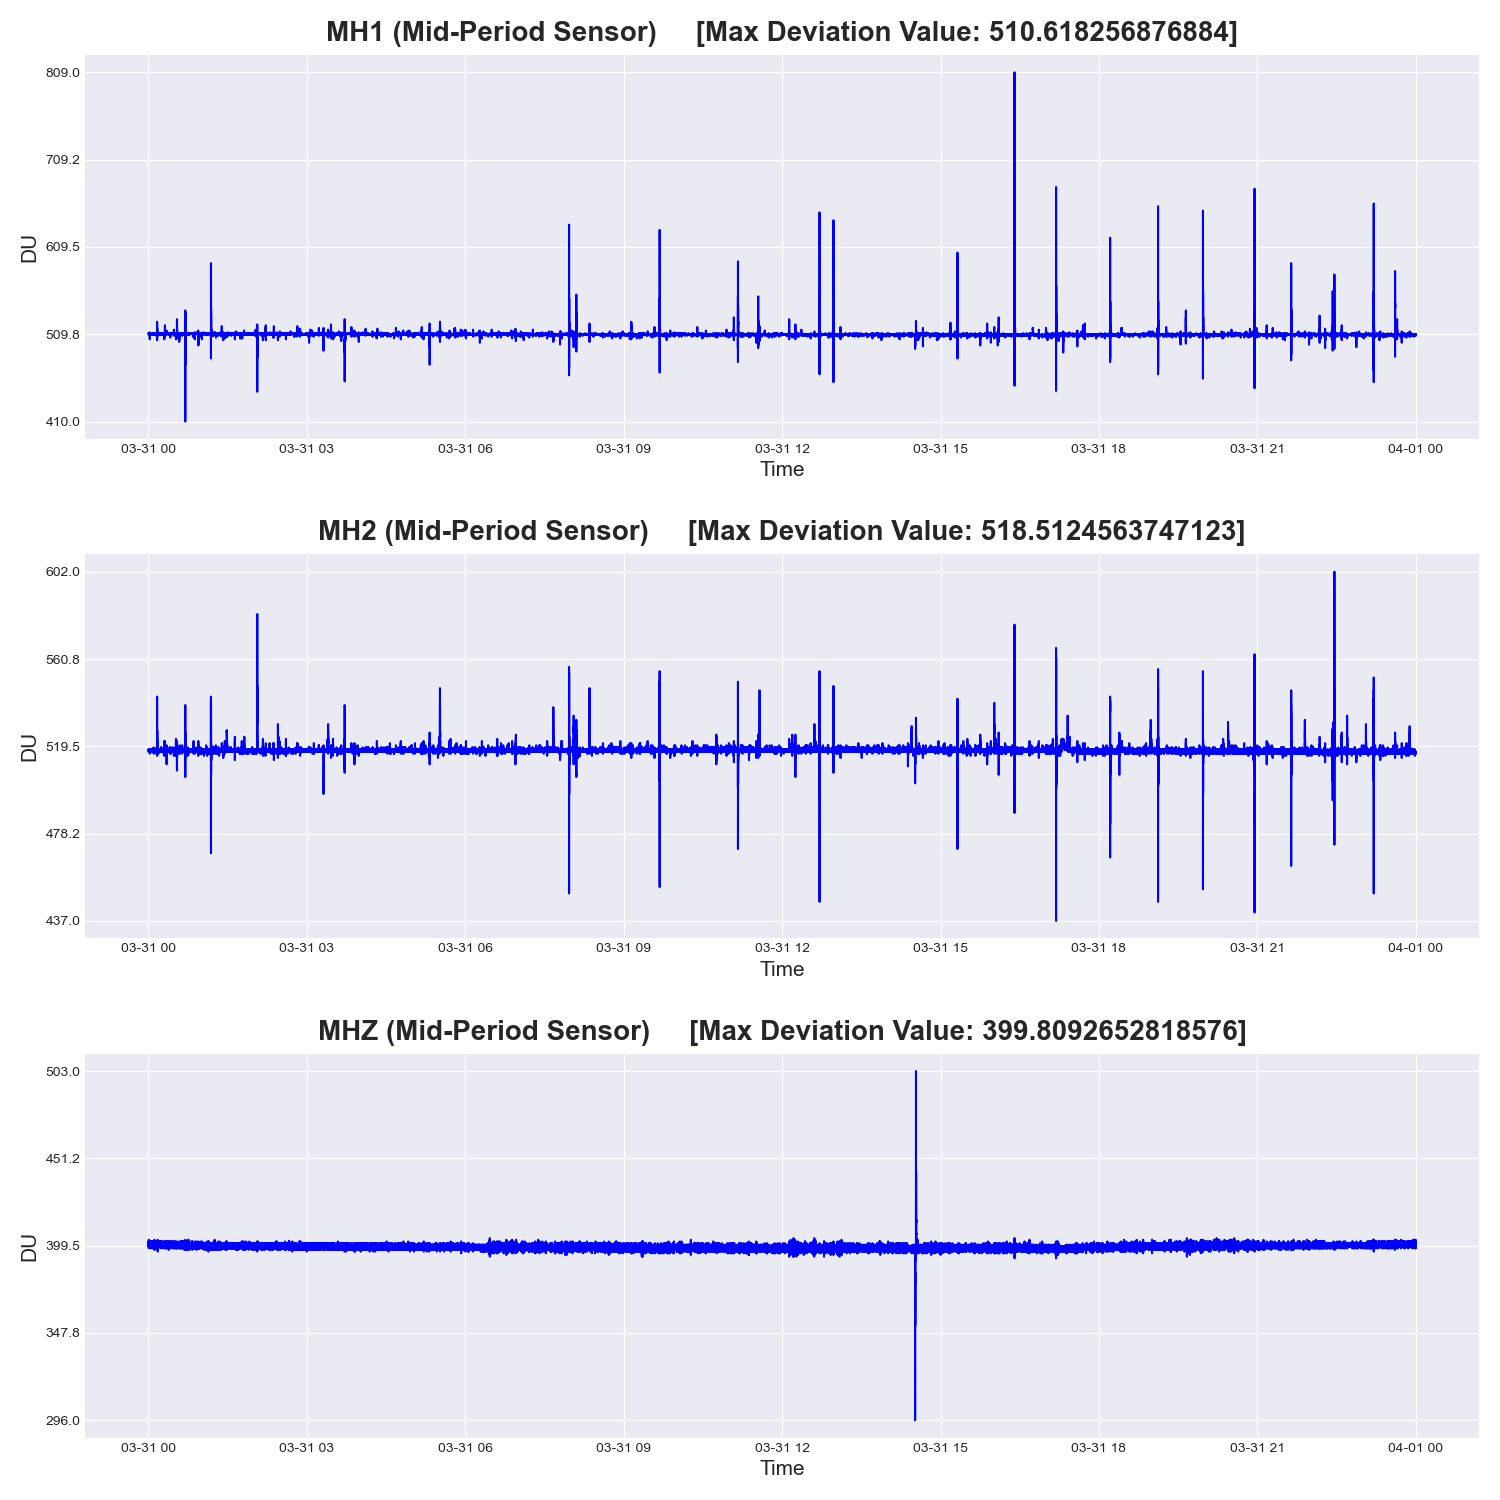 MH1 (Mid-Period Sensor) [Max Deviation Value: 510.618256876884]
809.0
709.2
609.5
509.8
410.0
DU
03-31 00 03-31 03 03-31 06 03-31 09 03-31 12 03-31 15 03-31 18 03-31 21 04-01 00
Time
MH2 (Mid-Period Sensor) [Max Deviation Value: 518.5124563747123]
602.0
560.8
519.5
478.2
437.0
DU
03-31 00 03-31 03 03-31 06 03-31 09 03-31 12 03-31 15 03-31 18 03-31 21 04-01 00
Time
MHZ (Mid-Period Sensor) [Max Deviation Value: 399.8092652818576]
503.0
451.2
399.5
347.8
296.0
DU
03-31 00 03-31 03 03-31 06 03-31 09 03-31 12 03-31 15 03-31 18 03-31 21 04-01 00
Time